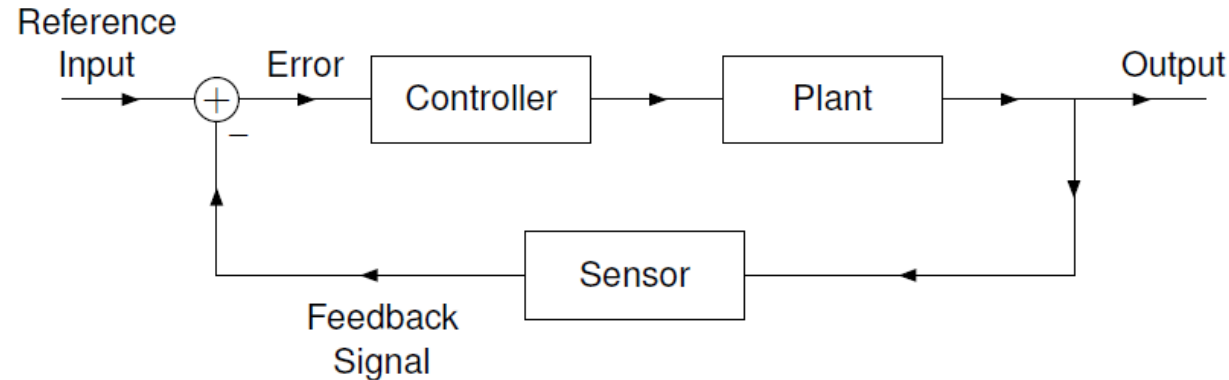 Reference
Input
Error
Controller
Plant
Output
+
−
Sensor
Feedback
Signal